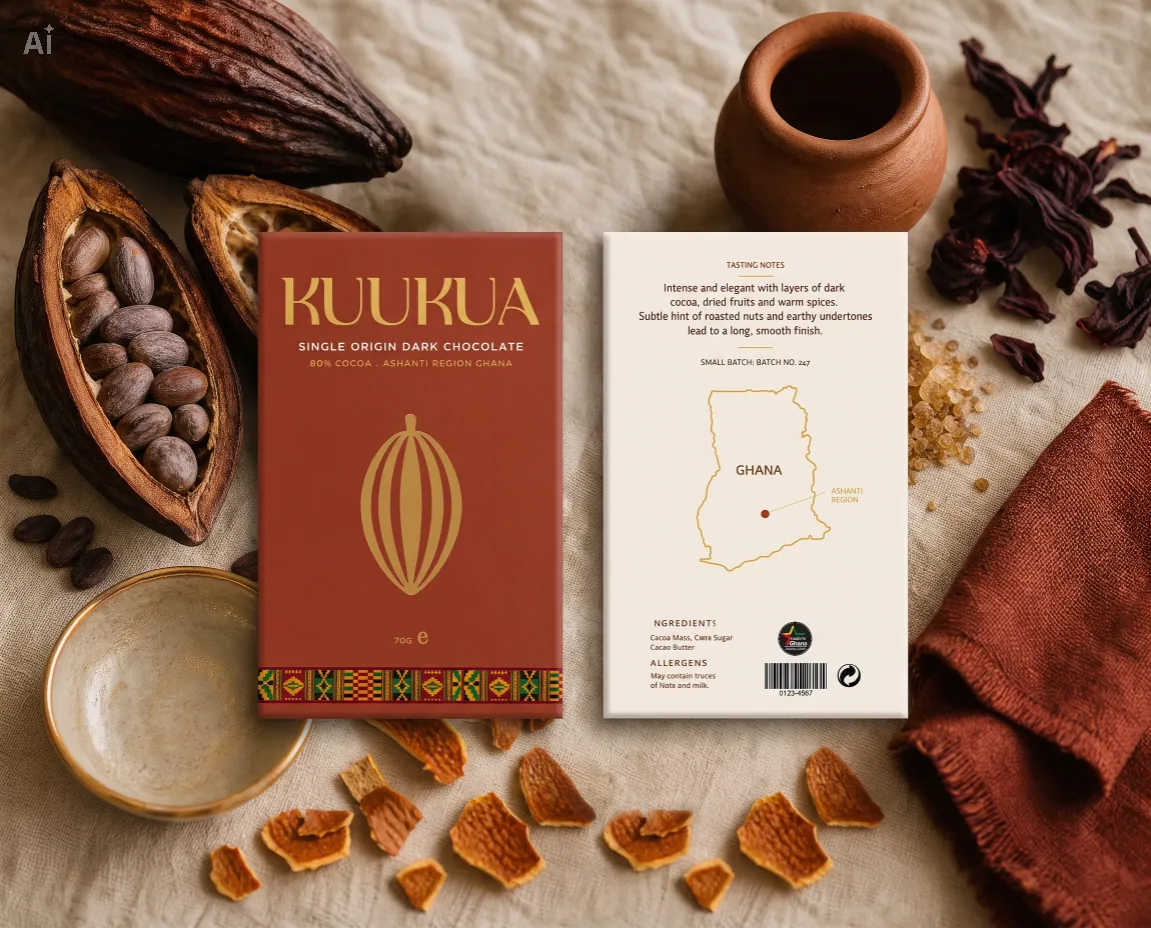 Ai
KUUKUA
SINGLE ORIGIN DARK CHOCOLATE
80% COCOA . ASHANTI REGION GHANA
70G e
TASTING NOTES
Intense and elegant with layers of dark
cocoa, dried fruits and warm spices.
Subtle hint of roasted nuts and earthy undertones
lead to a long, smooth finish.
SMALL BATCH: BATCH NO. 247
GHANA
ASHANTI
REGION
NGREDIENTS
Cacoa Mass, Sugar
Cacao Butter
ALLERGENS
May contain truces
of Note and milk.
Ghana
0123-4567